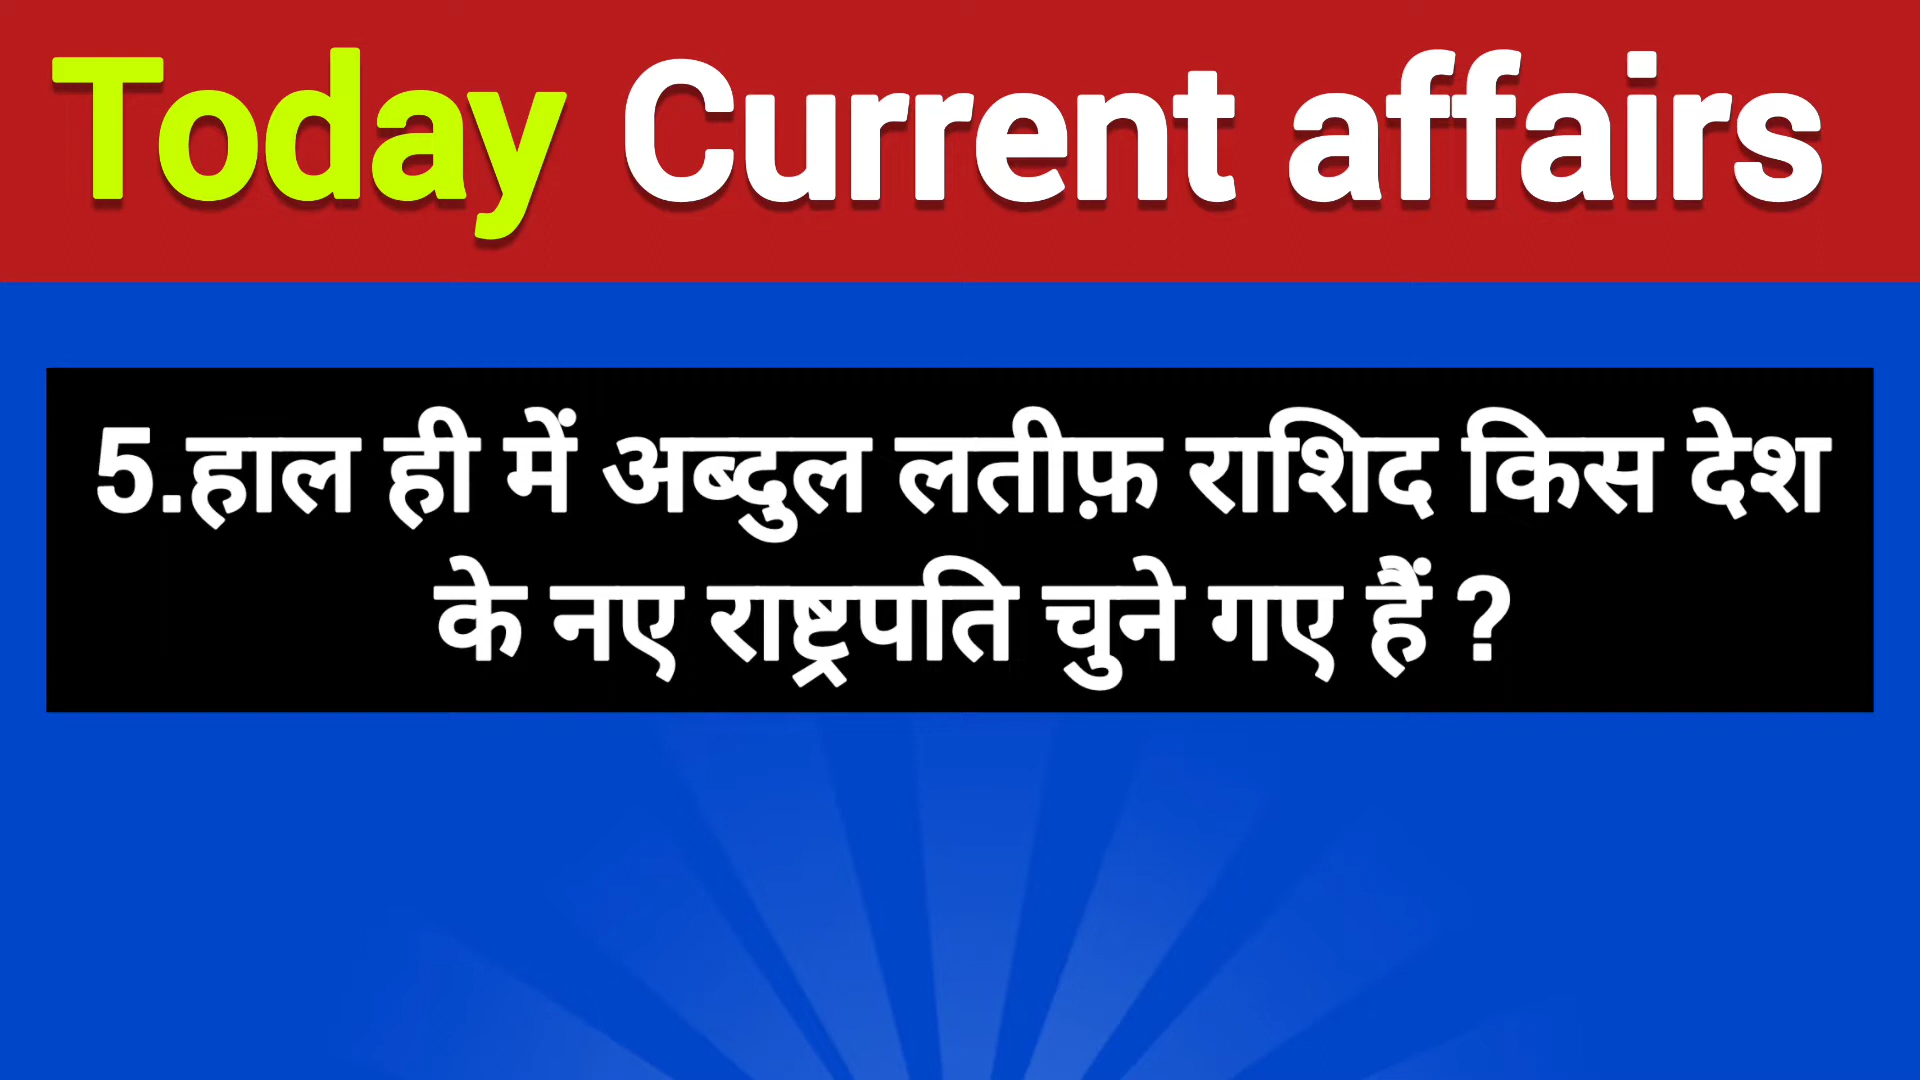 Today Current affairs
5.हाल ही में अब्दुल लतीफ़ राशिद किस देश
के नए राष्ट्रपति चुने गए हैं ?